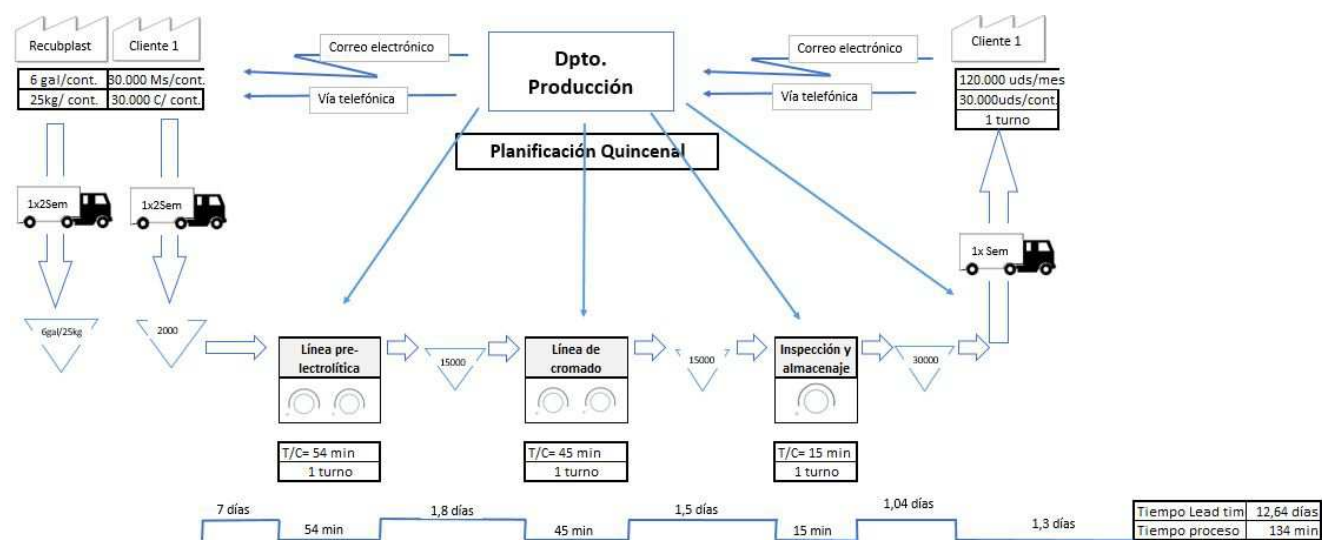 Recubplast
Cliente 1
6 gal/cont.
30.000 Ms/cont.
25kg/ cont.
30.000 C/ cont.
Correo electrónico
Vía telefónica
Dpto.
Producción
Planificación Quincenal
Correo electrónico
Vía telefónica
Cliente 1
120.000 uds/mes
30.000uds/cont.
1 turno
1x2Sem
1x2Sem
1x Sem
6gal/25kg
2000
Línea pre-
lectrolítica
15000
Línea de
cromado
15000
Inspección y
almacenaje
30000
T/C= 54 min
1 turno
T/C= 45 min
1 turno
T/C= 15 min
1 turno
7 días
54 min
1,8 días
45 min
1,5 días
15 min
1,04 días
1,3 días
Tiempo Lead tim
12,64 días
Tiempo proceso
134 min